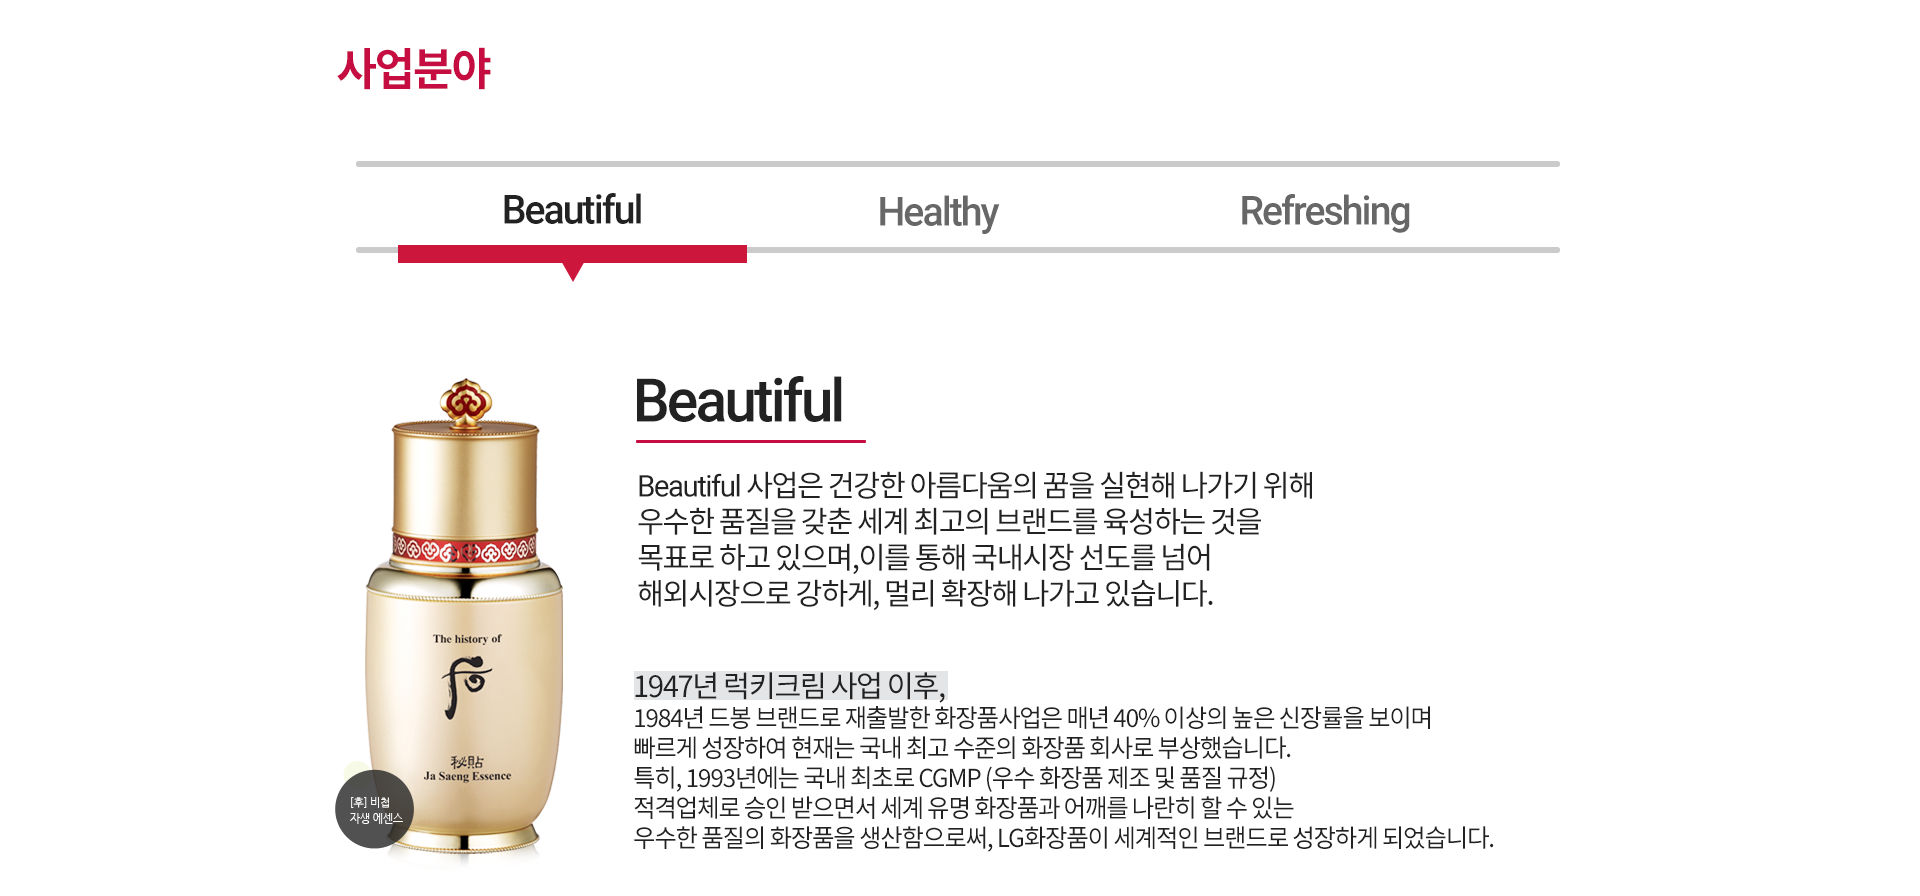 사업분야
Beautiful
Healthy
Refreshing
Beautiful
Beautiful 사업은 건강한 아름다움의 꿈을 실현해 나가기 위해
우수한 품질을 갖춘 세계 최고의 브랜드를 육성하는 것을
목표로 하고 있으며,이를 통해 국내시장 선도를 넘어
해외시장으로 강하게, 멀리 확장해 나가고 있습니다.
1947년 럭키크림 사업 이후,
1984년 드봉 브랜드로 재출발한 화장품사업은 매년 40% 이상의 높은 신장률을 보이며
빠르게 성장하여 현재는 국내 최고 수준의 화장품 회사로 부상했습니다.
특히, 1993년에는 국내 최초로 CGMP (우수 화장품 제조 및 품질 규정)
적격업체로 승인 받으면서 세계 유명 화장품과 어깨를 나란히 할 수 있는
우수한 품질의 화장품을 생산함으로써, LG화장품이 세계적인 브랜드로 성장하게 되었습니다.
The history of
后
秘貼
Ja Saeng Essence
[후] 비첩
자생 에센스